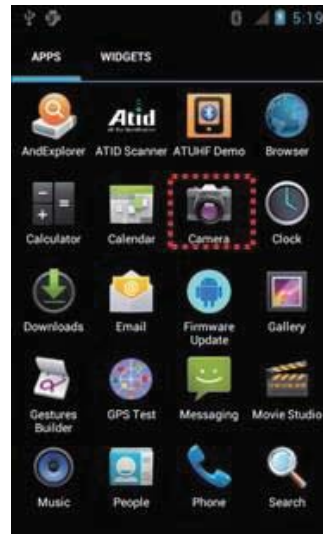 5:19
APPS WIDGETS
Atid
AndExplorer ATID Scanner ATUHF Demo Browser
Calculator Calendar Camera Clock
Downloads Email Firmware Gallery
Update
Gestures GPS Test Messaging Movie Studio
Builder
Music People Phone Search